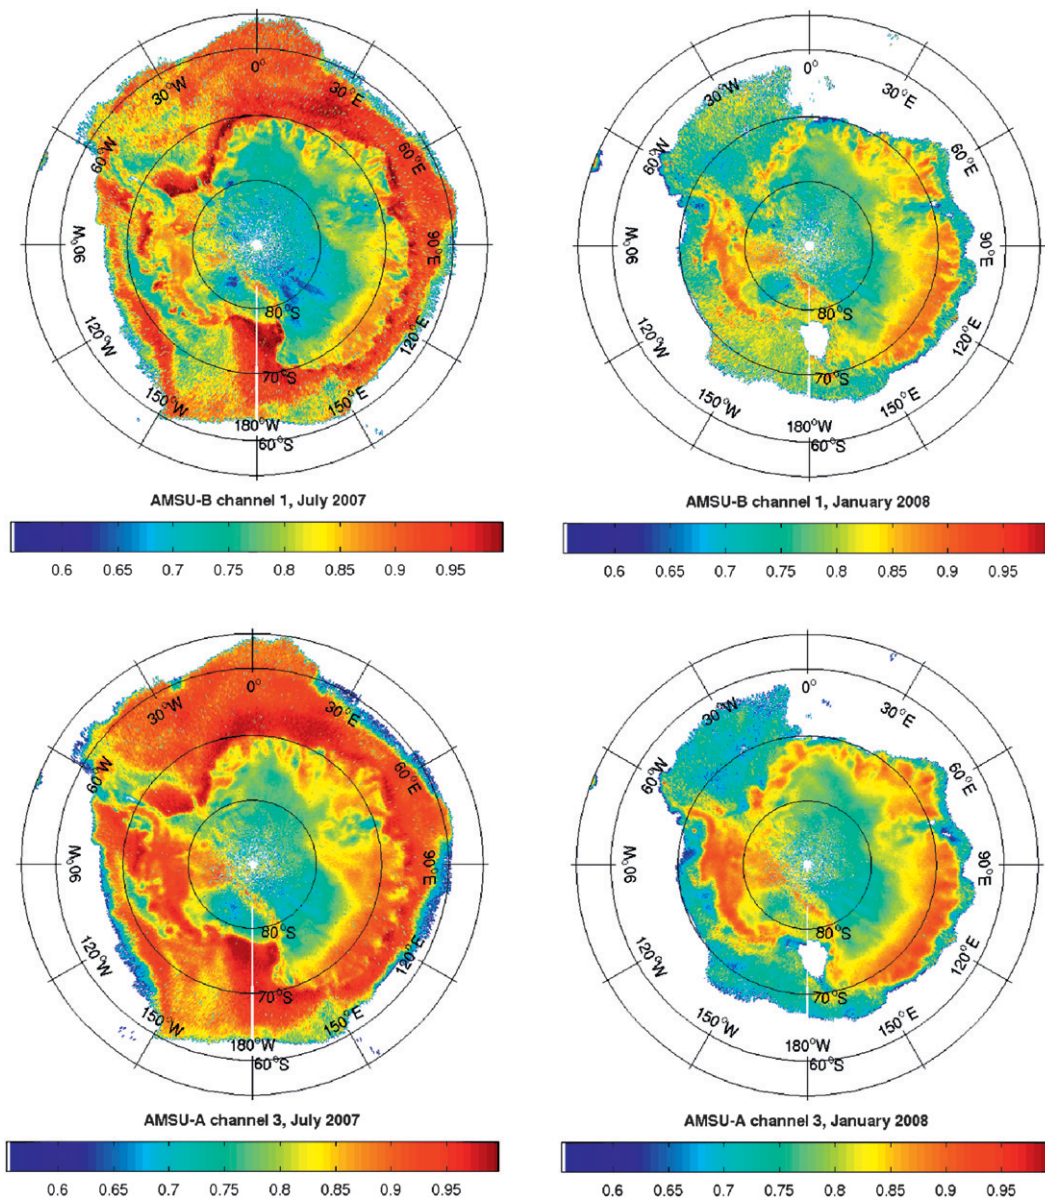 0° 30°E 60°E 90°E 120°E 150°E 180°W 150°W 120°W 90°W 60°W 30°W 80°S 70°S 60°S
AMSU-B channel 1, July 2007
0.6 0.65 0.7 0.75 0.8 0.85 0.9 0.95
0° 30°E 60°E 90°E 120°E 150°E 180°W 150°W 120°W 90°W 60°W 30°W 80°S 70°S 60°S
AMSU-B channel 1, January 2008
0.6 0.65 0.7 0.75 0.8 0.85 0.9 0.95
0° 30°E 60°E 90°E 120°E 150°E 180°W 150°W 120°W 90°W 60°W 30°W 80°S 70°S 60°S
AMSU-A channel 3, July 2007
0.6 0.65 0.7 0.75 0.8 0.85 0.9 0.95
0° 30°E 60°E 90°E 120°E 150°E 180°W 150°W 120°W 90°W 60°W 30°W 80°S 70°S 60°S
AMSU-A channel 3, January 2008
0.6 0.65 0.7 0.75 0.8 0.85 0.9 0.95